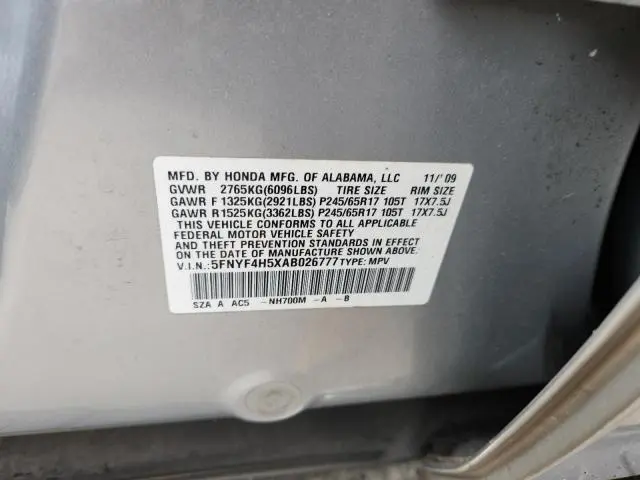 MFD. BY HONDA MFG. OF ALABAMA, LLC 11/'09
GVWR 2765KG(6096LBS) TIRE SIZE RIM SIZE
GAWR F 1325KG(2921LBS) P245/65R17 105T 17X7.5J
GAWR R1525KG(3362LBS) P245/65R17 105T 17X7.5J
THIS VEHICLE CONFORMS TO ALL APPLICABLE
FEDERAL MOTOR VEHICLE SAFETY
AND THEFT PREVENTION STANDARDS IN EFFECT
ON THE DATE OF MANUFACTURE SHOWN ABOVE.
V.I.N.: 5FNYF4H5XAB026777 TYPE: MPV
SZA A AC5 -NH700M -A -B